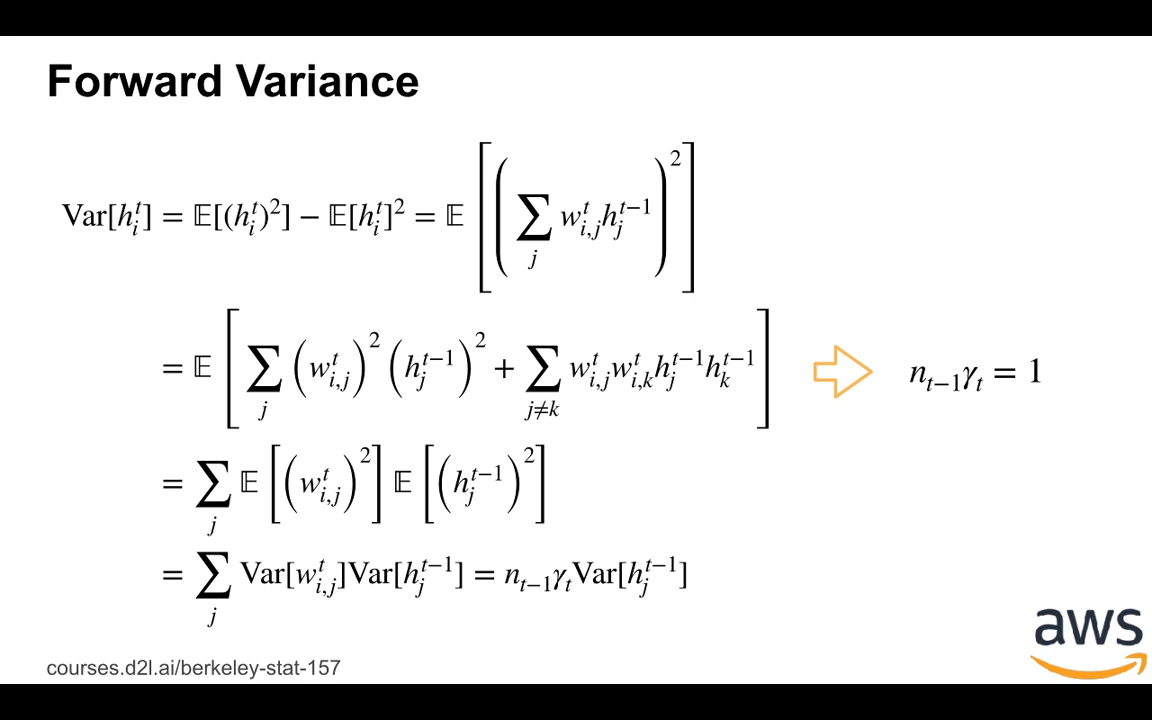 Forward Variance
Var[h_i^t] = 𝔼[(h_i^t)^2] − 𝔼[h_i^t]^2 = 𝔼 [(∑_j w_{i,j}^t h_j^{t−1})^2]
= 𝔼 [∑_j (w_{i,j}^t)^2 (h_j^{t−1})^2 + ∑_{j≠k} w_{i,j}^t w_{i,k}^t h_j^{t−1} h_k^{t−1}]
n_{t−1}γ_t = 1
= ∑_j 𝔼 [(w_{i,j}^t)^2] 𝔼 [(h_j^{t−1})^2]
= ∑_j Var[w_{i,j}^t]Var[h_j^{t−1}] = n_{t−1}γ_tVar[h_j^{t−1}]
aws
courses.d2l.ai/berkeley-stat-157